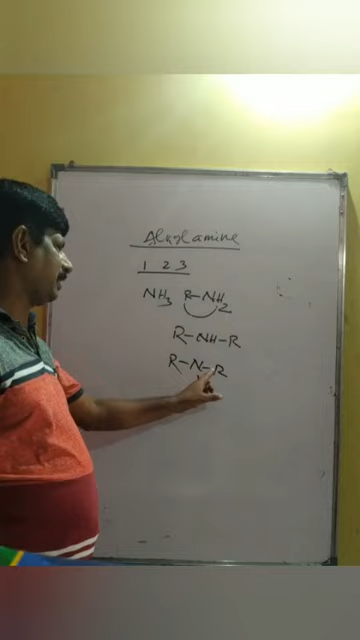 Alkylamine
1 2 3
NH₃ R-NH₂
R-NH-R
R-N-R